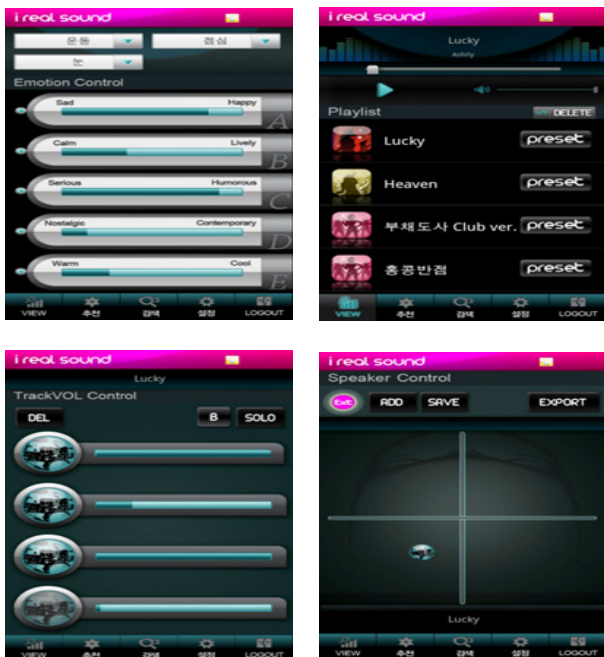 i real sound
운동 점심
눈
Emotion Control
Sad Happy
A
Calm Lively
B
Serious Humorous
C
Nostalgic Contemporary
D
Warm Cool
E
VIEW 추천 검색 설정 LOGOUT
i real sound
Lucky
Ashily
Playlist DELETE
Lucky preset
Heaven preset
부채도사 Club ver. preset
홍콩반점 preset
VIEW 추천 검색 설정 LOGOUT
i real sound
Lucky
TrackVOL Control
DEL B SOLO
VIEW 추천 검색 설정 LOGOUT
i real sound
Speaker Control
Exit ADD SAVE EXPORT
Lucky
VIEW 추천 검색 설정 LOGOUT